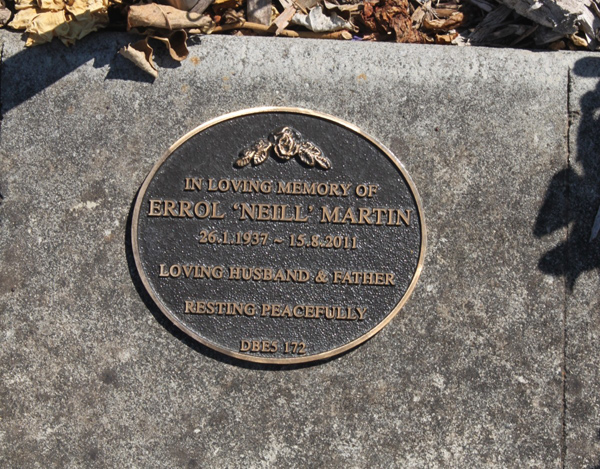 IN LOVING MEMORY OF
ERROL 'NEILL' MARTIN
26.1.1937 ~ 15.8.2011
LOVING HUSBAND & FATHER
RESTING PEACEFULLY
DBE5 172